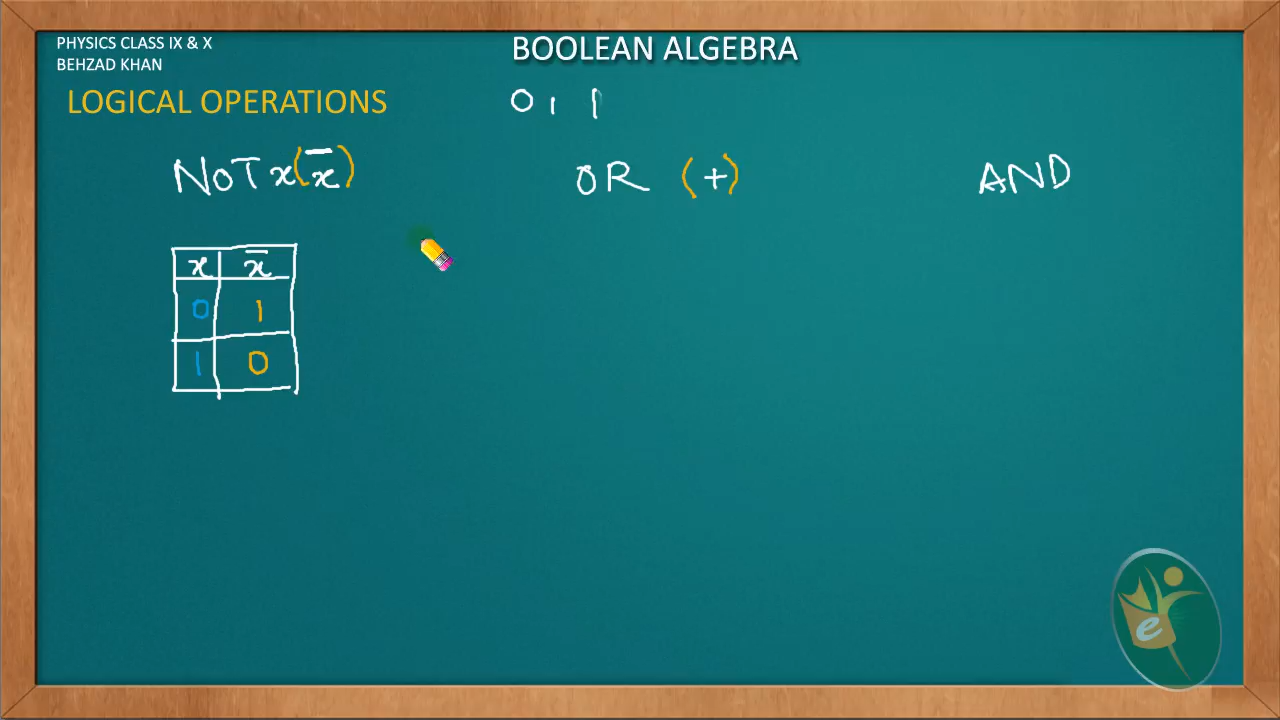 PHYSICS CLASS IX & X
BEHZAD KHAN
BOOLEAN ALGEBRA
LOGICAL OPERATIONS
0, 1
NOT x (x̅)
OR (+)
AND
x x̅
0 1
1 0
e